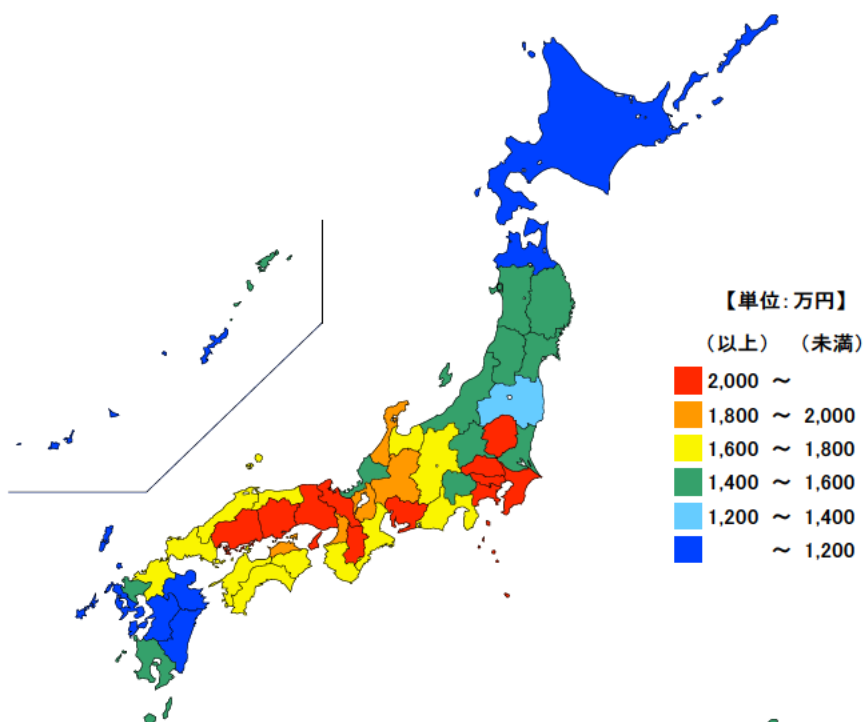 【単位:万円】
（以上） （未満）
2,000 ～
1,800 ～ 2,000
1,600 ～ 1,800
1,400 ～ 1,600
1,200 ～ 1,400
～ 1,200